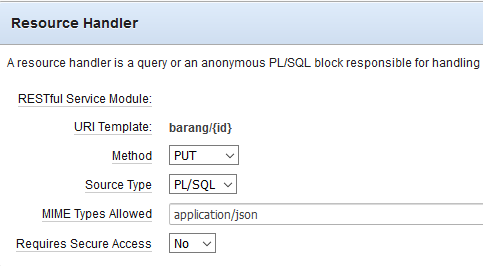 Resource Handler
A resource handler is a query or an anonymous PL/SQL block responsible for handling
RESTful Service Module:
URI Template: barang/{id}
Method PUT
Source Type PL/SQL
MIME Types Allowed application/json
Requires Secure Access No